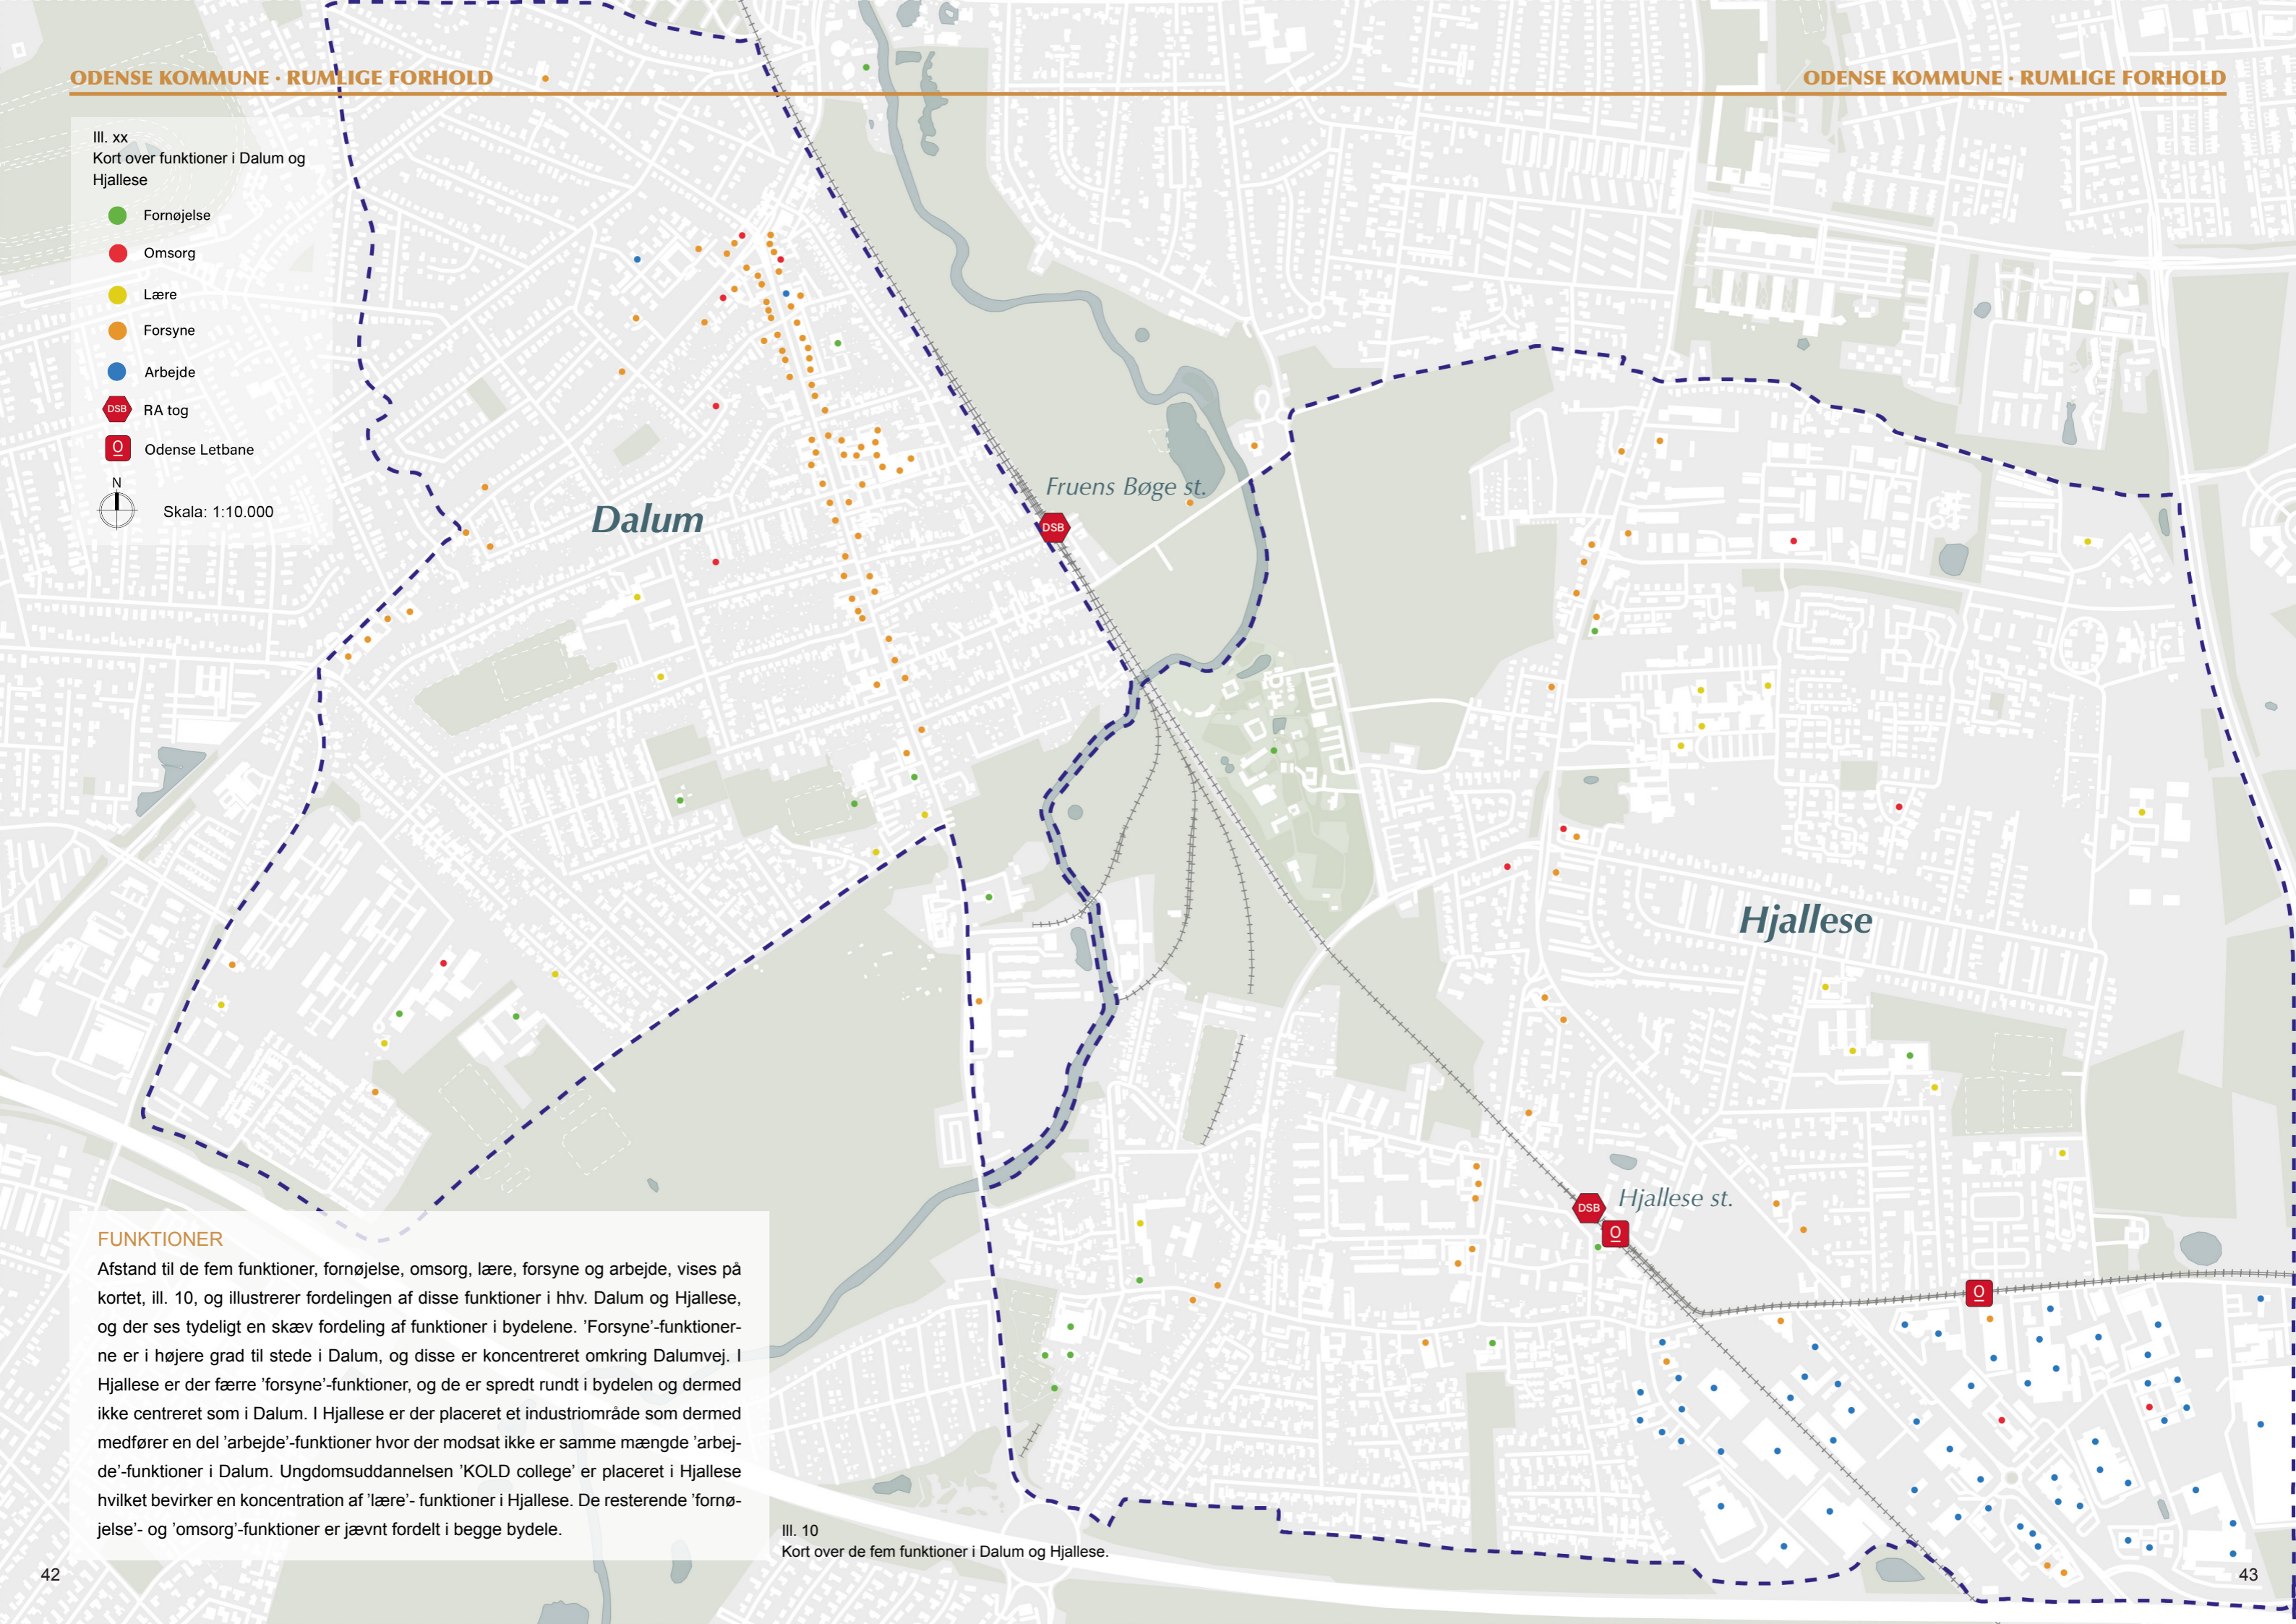 ODENSE KOMMUNE · RUMLIGE FORHOLD
ODENSE KOMMUNE · RUMLIGE FORHOLD
Ill. xx
Kort over funktioner i Dalum og
Hjallese
Fornøjelse
Omsorg
Lære
Forsyne
Arbejde
DSB RA tog
O Odense Letbane
N
Skala: 1:10.000
Fruens Bøge st.
Dalum
DSB
Hjallese
Hjallese st.
DSB
O
O
FUNKTIONER
Afstand til de fem funktioner, fornøjelse, omsorg, lære, forsyne og arbejde, vises på
kortet, ill. 10, og illustrerer fordelingen af disse funktioner i hhv. Dalum og Hjallese,
og der ses tydeligt en skæv fordeling af funktioner i bydelene. ’Forsyne’-funktioner-
ne er i højere grad til stede i Dalum, og disse er koncentreret omkring Dalumvej. I
Hjallese er der færre ’forsyne’-funktioner, og de er spredt rundt i bydelen og dermed
ikke centreret som i Dalum. I Hjallese er der placeret et industriområde som dermed
medfører en del ’arbejde’-funktioner hvor der modsat ikke er samme mængde ’arbej-
de’-funktioner i Dalum. Ungdomsuddannelsen ’KOLD college’ er placeret i Hjallese
hvilket bevirker en koncentration af ’lære’- funktioner i Hjallese. De resterende ’fornø-
jelse’- og ’omsorg’-funktioner er jævnt fordelt i begge bydele.
Ill. 10
Kort over de fem funktioner i Dalum og Hjallese.
42
43